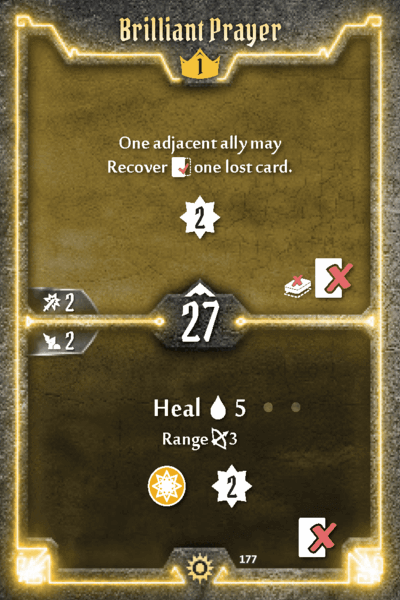 Brilliant Prayer
1
One adjacent ally may
Recover one lost card.
2
2
27
2
Heal 5
Range 3
2
177